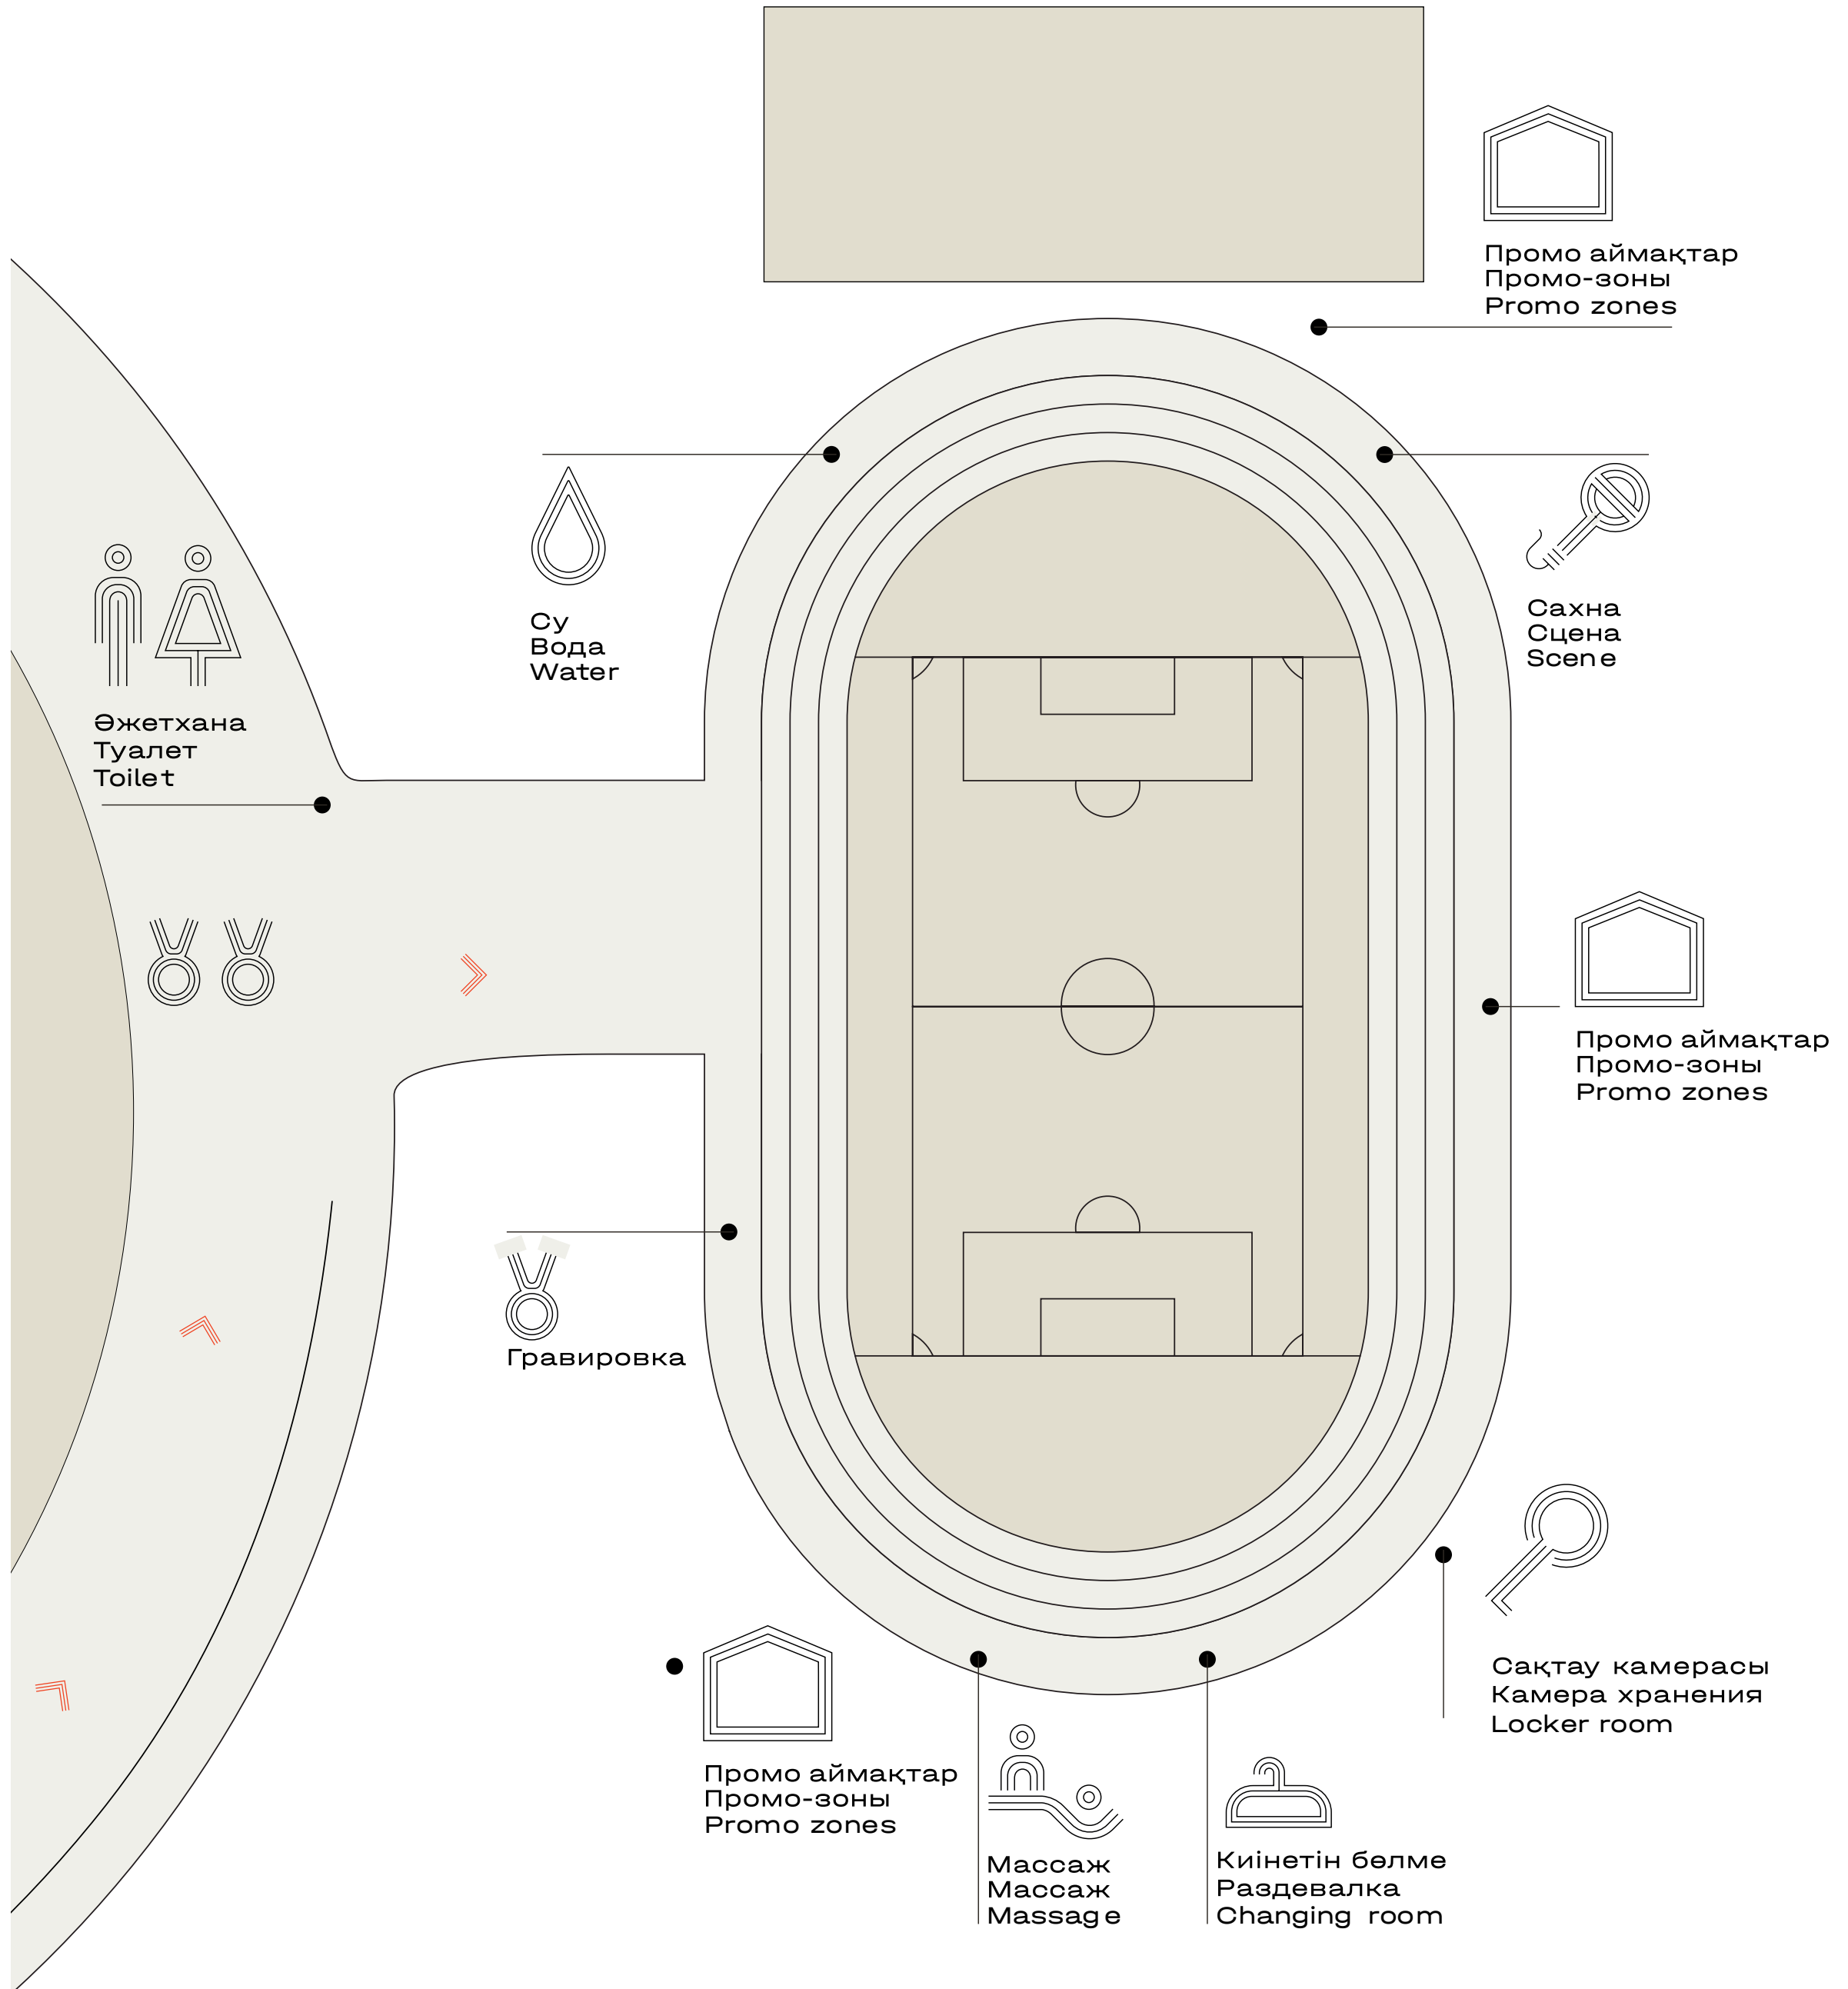 Промо аймақтар
Промо-зоны
Promo zones
Су
Вода
Water
Сахна
Сцена
Scene
Әжетхана
Туалет
Toilet
Промо аймақтар
Промо-зоны
Promo zones
Гравировка
Сақтау камерасы
Камера хранения
Locker room
Промо аймақтар
Промо-зоны
Promo zones
Массаж
Массаж
Massage
Киінетін бөлме
Раздевалка
Changing room